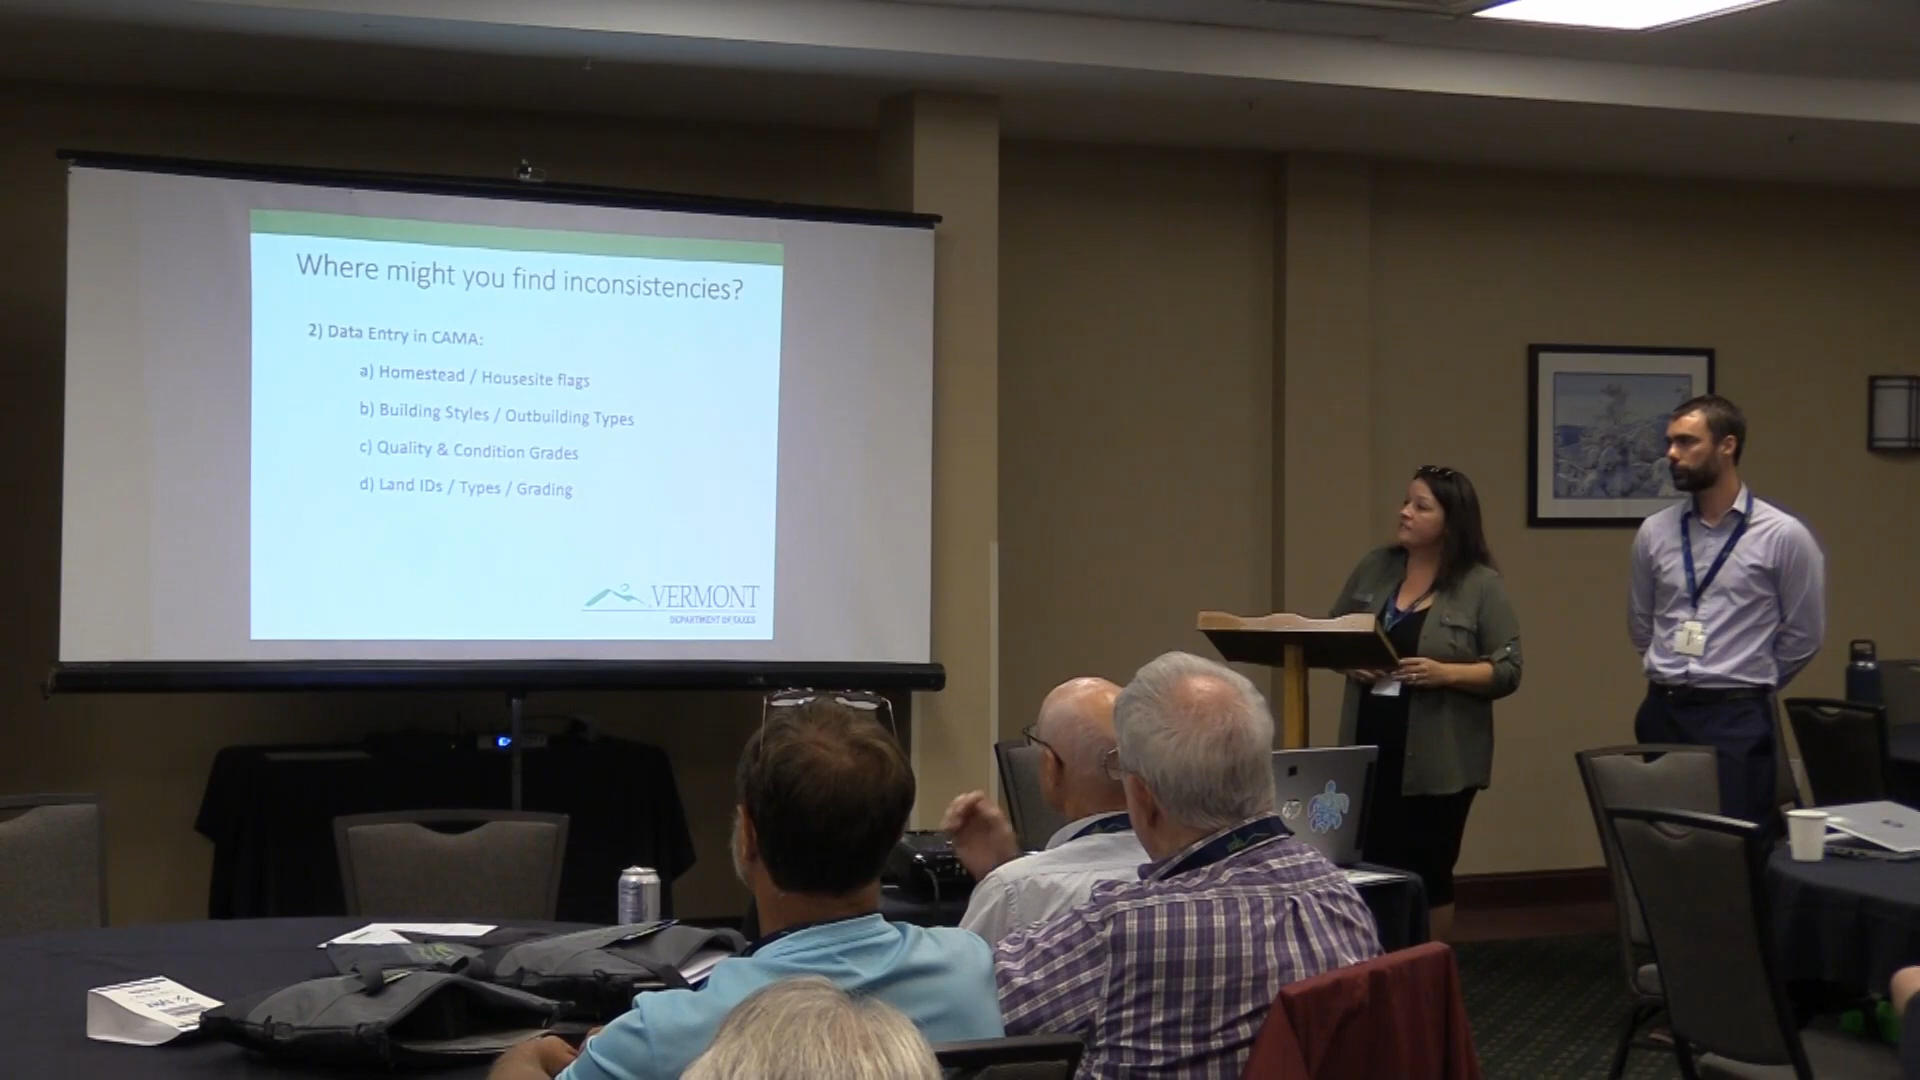 Where might you find inconsistencies?
2) Data Entry in CAMA:
a) Homestead / Housesite flags
b) Building Styles / Outbuilding Types
c) Quality & Condition Grades
d) Land IDs / Types / Grading
VERMONT
DEPARTMENT OF TAXES